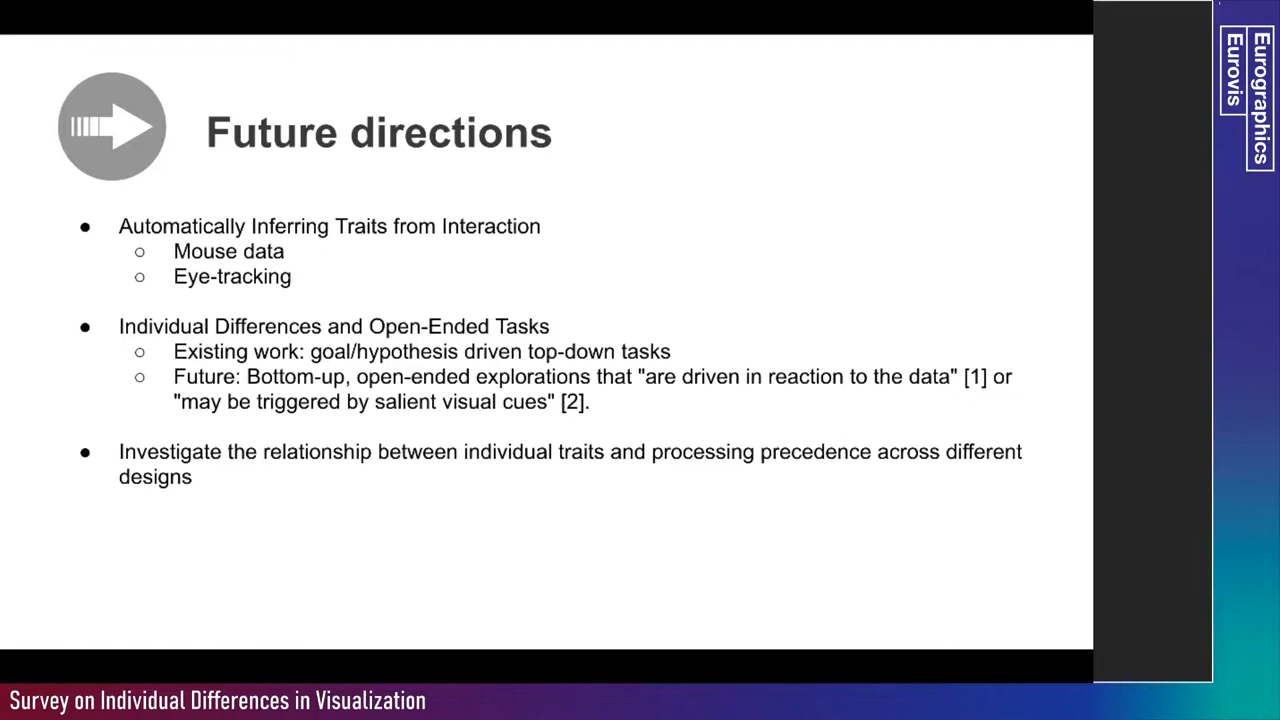 Future directions
● Automatically Inferring Traits from Interaction
○ Mouse data
○ Eye-tracking
● Individual Differences and Open-Ended Tasks
○ Existing work: goal/hypothesis driven top-down tasks
○ Future: Bottom-up, open-ended explorations that "are driven in reaction to the data" [1] or
"may be triggered by salient visual cues" [2].
● Investigate the relationship between individual traits and processing precedence across different
designs
Eurographics
Eurovis
Survey on Individual Differences in Visualization